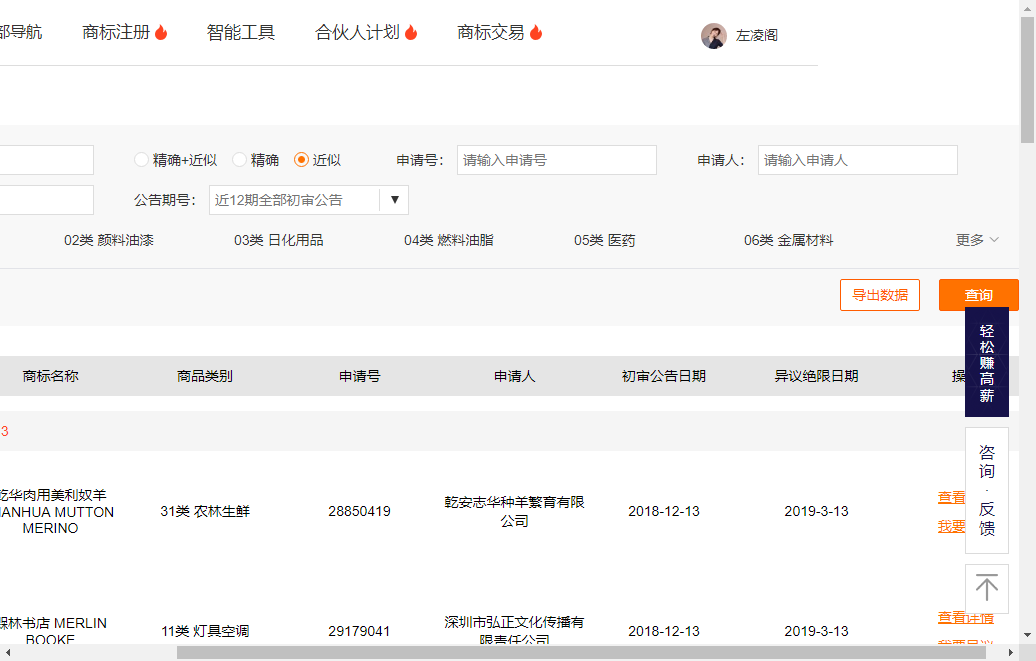 部导航 商标注册 智能工具 合伙人计划 商标交易 左凌阁
精确+近似 精确 近似 申请号： 请输入申请号 申请人： 请输入申请人
公告期号： 近12期全部初审公告
02类 颜料油漆 03类 日化用品 04类 燃料油脂 05类 医药 06类 金属材料 更多
导出数据 查询
轻松赚高薪
商标名称 商品类别 申请号 申请人 初审公告日期 异议绝限日期 操
3
咨询·反馈
乾华肉用美利奴羊
IANHUA MUTTON
MERINO
31类 农林生鲜 28850419
乾安志华种羊繁育有限
公司
2018-12-13 2019-3-13
查看
我要
林书店 MERLIN
BOOKE
11类 灯具空调 29179041
深圳市弘正文化传播有
限责任公司
2018-12-13 2019-3-13
查看详情
我要异议